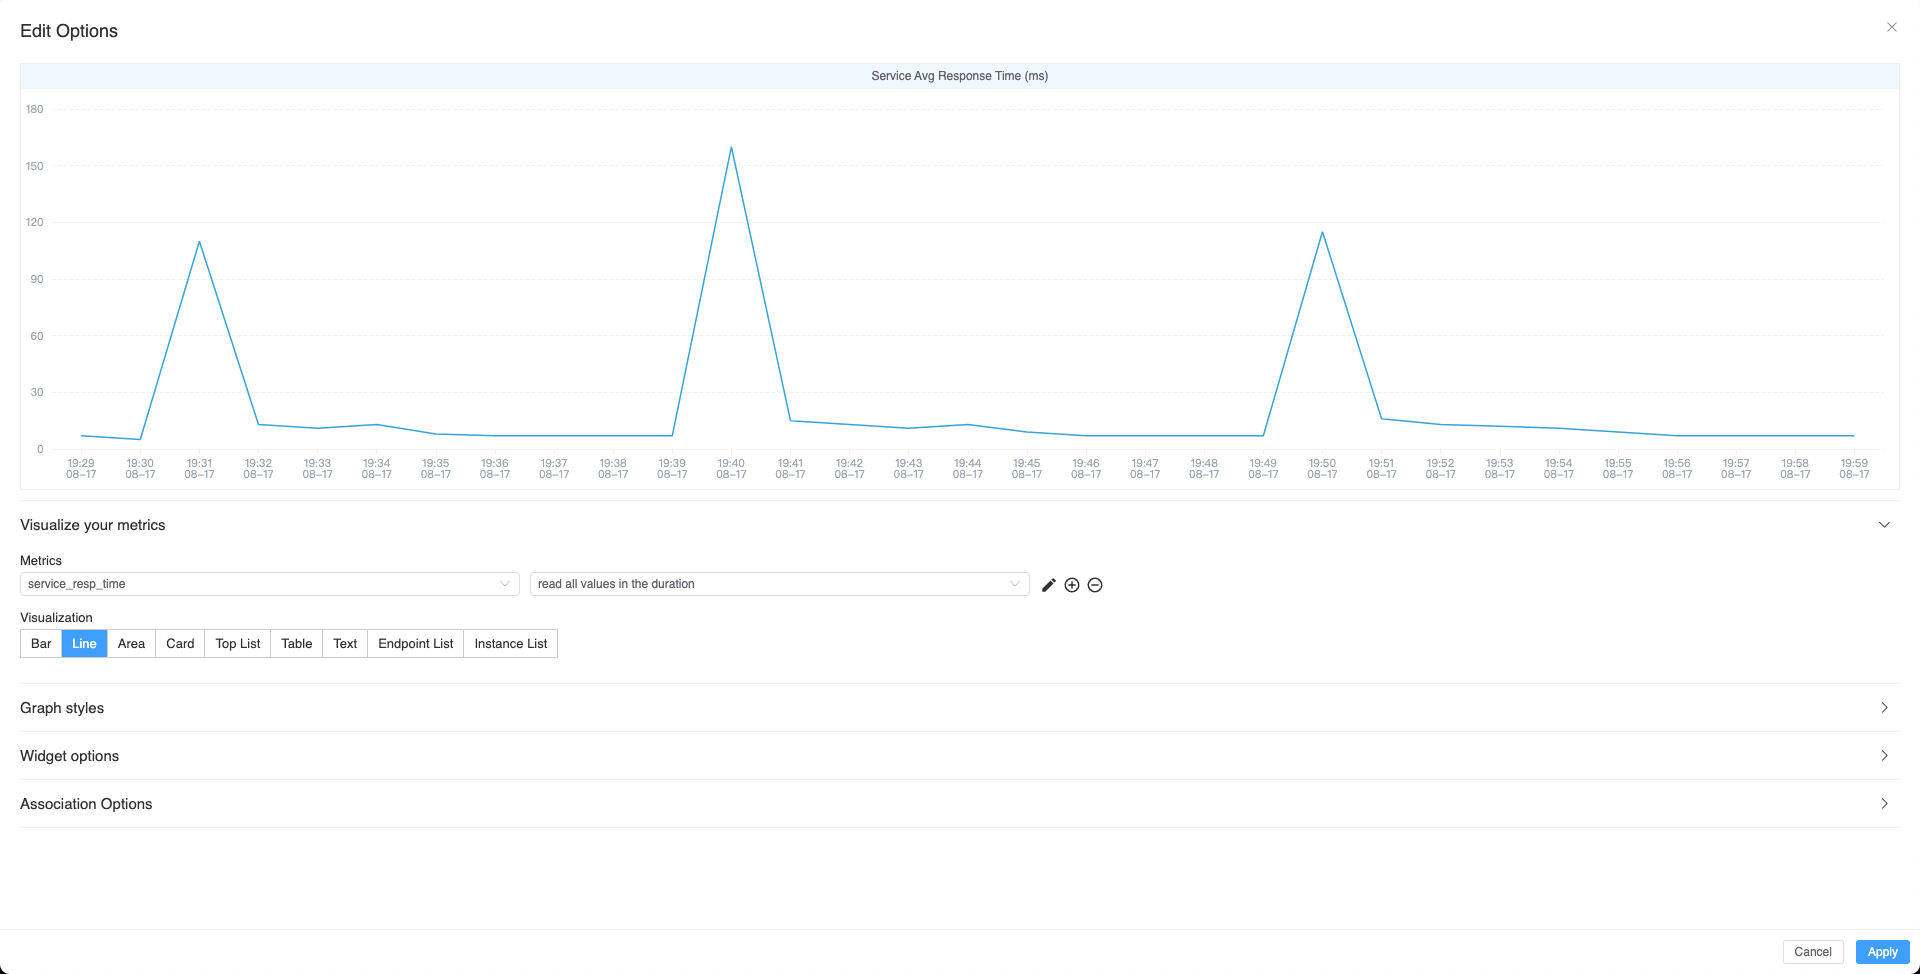 Edit Options
Service Avg Response Time (ms)
180
150
120
90
60
30
0
19:29 19:30 19:31 19:32 19:33 19:34 19:35 19:36 19:37 19:38 19:39 19:40 19:41 19:42 19:43 19:44 19:45 19:46 19:47 19:48 19:49 19:50 19:51 19:52 19:53 19:54 19:55 19:56 19:57 19:58 19:59
08–17 08–17 08–17 08–17 08–17 08–17 08–17 08–17 08–17 08–17 08–17 08–17 08–17 08–17 08–17 08–17 08–17 08–17 08–17 08–17 08–17 08–17 08–17 08–17 08–17 08–17 08–17 08–17 08–17 08–17 08–17
Visualize your metrics
Metrics
service_resp_time read all values in the duration
Visualization
Bar Line Area Card Top List Table Text Endpoint List Instance List
Graph styles
Widget options
Association Options
Cancel Apply